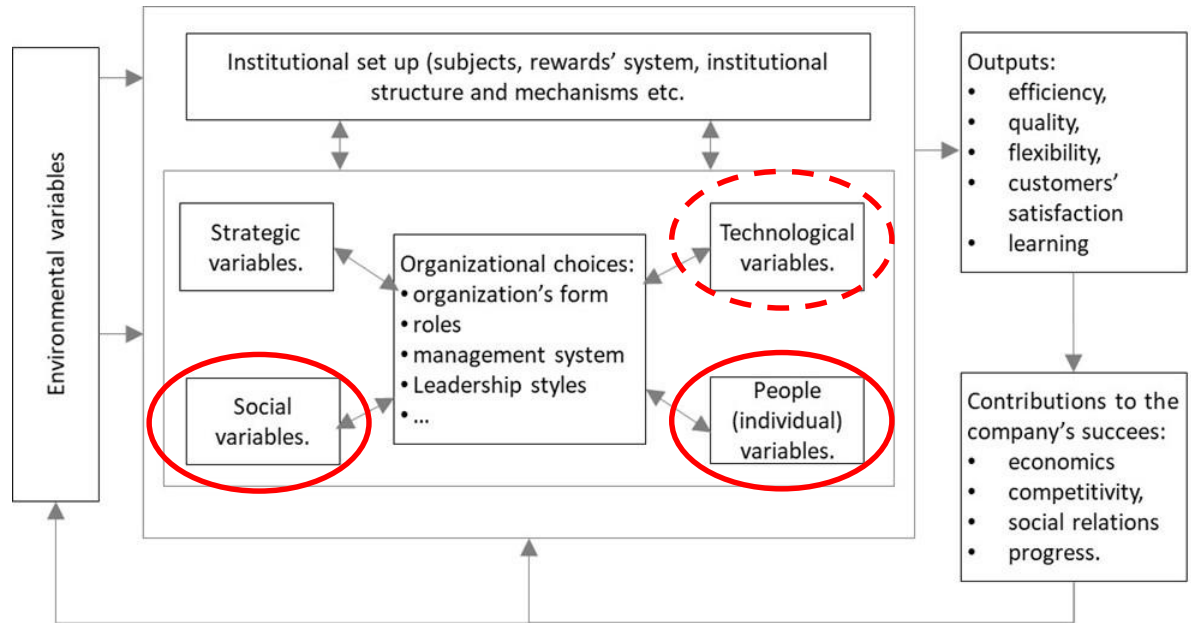 Environmental variables
Institutional set up (subjects, rewards’ system, institutional
structure and mechanisms etc.
Strategic
variables.
Social
variables.
Organizational choices:
• organization’s form
• roles
• management system
• Leadership styles
• ...
Technological
variables.
People
(individual)
variables.
Outputs:
• efficiency,
• quality,
• flexibility,
• customers’
satisfaction
• learning
Contributions to the
company’s succees:
• economics
• competitivity,
• social relations
• progress.